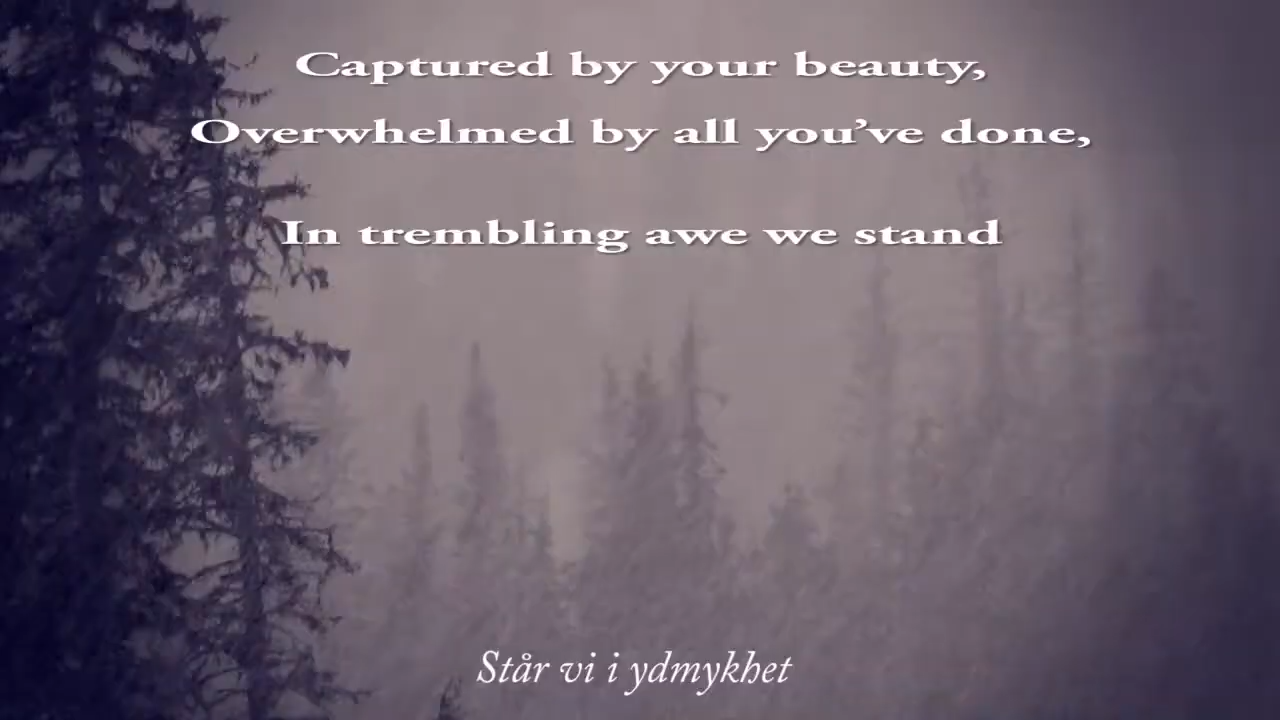 Captured by your beauty,
Overwhelmed by all you've done,
In trembling awe we stand
Står vi i ydmykhet